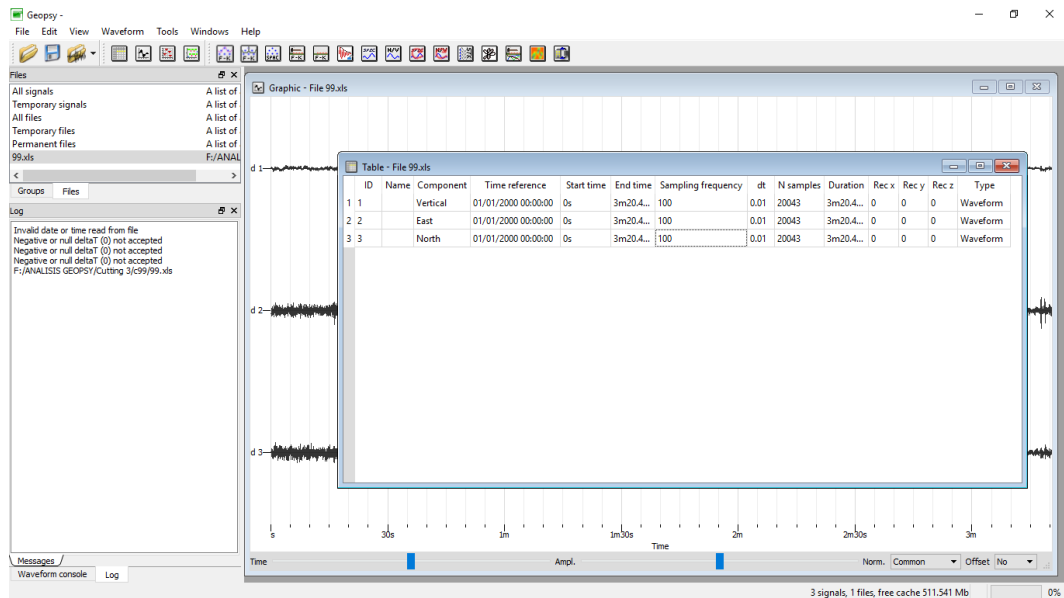 Geopsy -
File Edit View Waveform Tools Windows Help
Files
All signals A list of
Temporary signals A list of
All files A list of
Temporary files A list of
Permanent files A list of
99.xls F:/ANAL
Groups Files
Log
Invalid date or time read from file
Negative or null deltaT (0) not accepted
Negative or null deltaT (0) not accepted
Negative or null deltaT (0) not accepted
F:/ANALISIS GEOPSY/Cutting 3/c99/99.xls
Messages
Waveform console Log
Graphic - File 99.xls
d 1
d 2
d 3
Table - File 99.xls
ID Name Component Time reference Start time End time Sampling frequency dt N samples Duration Rec x Rec y Rec z Type
1 1 Vertical 01/01/2000 00:00:00 0s 3m20.4... 100 0.01 20043 3m20.4... 0 0 0 Waveform
2 2 East 01/01/2000 00:00:00 0s 3m20.4... 100 0.01 20043 3m20.4... 0 0 0 Waveform
3 3 North 01/01/2000 00:00:00 0s 3m20.4... 100 0.01 20043 3m20.4... 0 0 0 Waveform
s 30s 1m 1m30s 2m 2m30s 3m
Time
Time Ampl. Norm. Common Offset No
3 signals, 1 files, free cache 511.541 Mb 0%